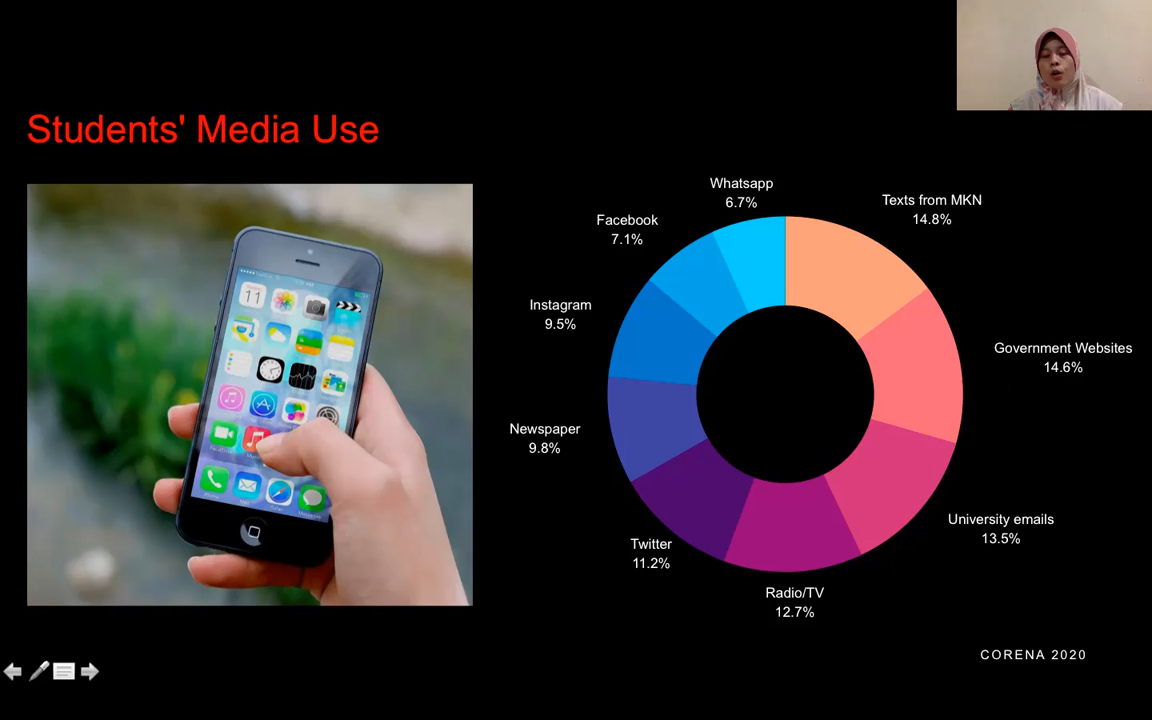 Students' Media Use
Whatsapp
6.7%
Texts from MKN
14.8%
Facebook
7.1%
Instagram
9.5%
Government Websites
14.6%
Newspaper
9.8%
University emails
13.5%
Twitter
11.2%
Radio/TV
12.7%
CORENA 2020
11